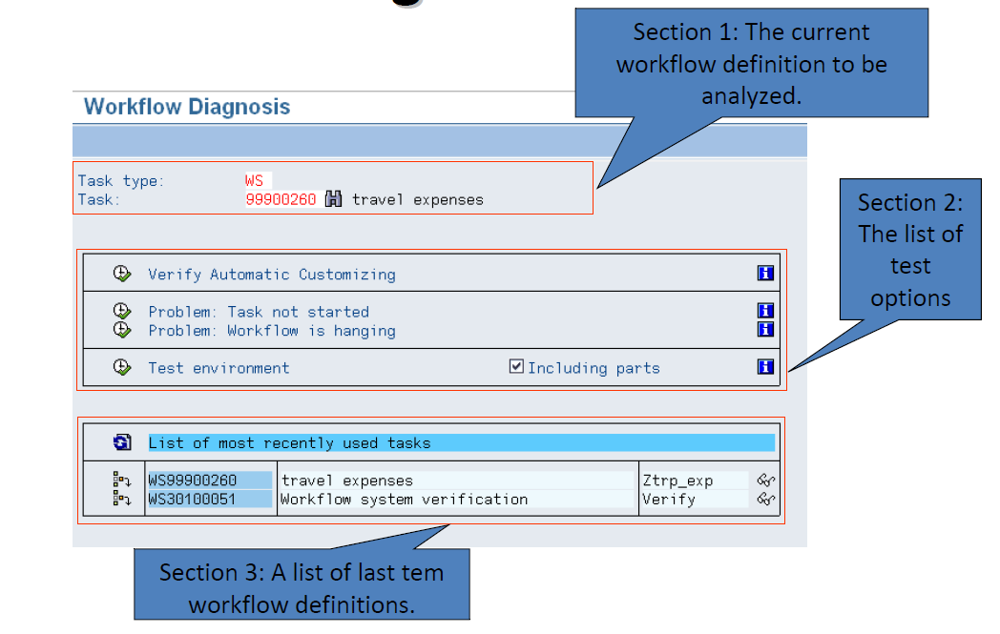 Section 1: The current
workflow definition to be
analyzed.
Workflow Diagnosis
Task type: WS
Task: 99900260 travel expenses
Section 2:
The list of
test
options
Verify Automatic Customizing
Problem: Task not started
Problem: Workflow is hanging
Test environment Including parts
List of most recently used tasks
WS99900260 travel expenses Ztrp_exp
WS30100051 Workflow system verification Verify
Section 3: A list of last tem
workflow definitions.